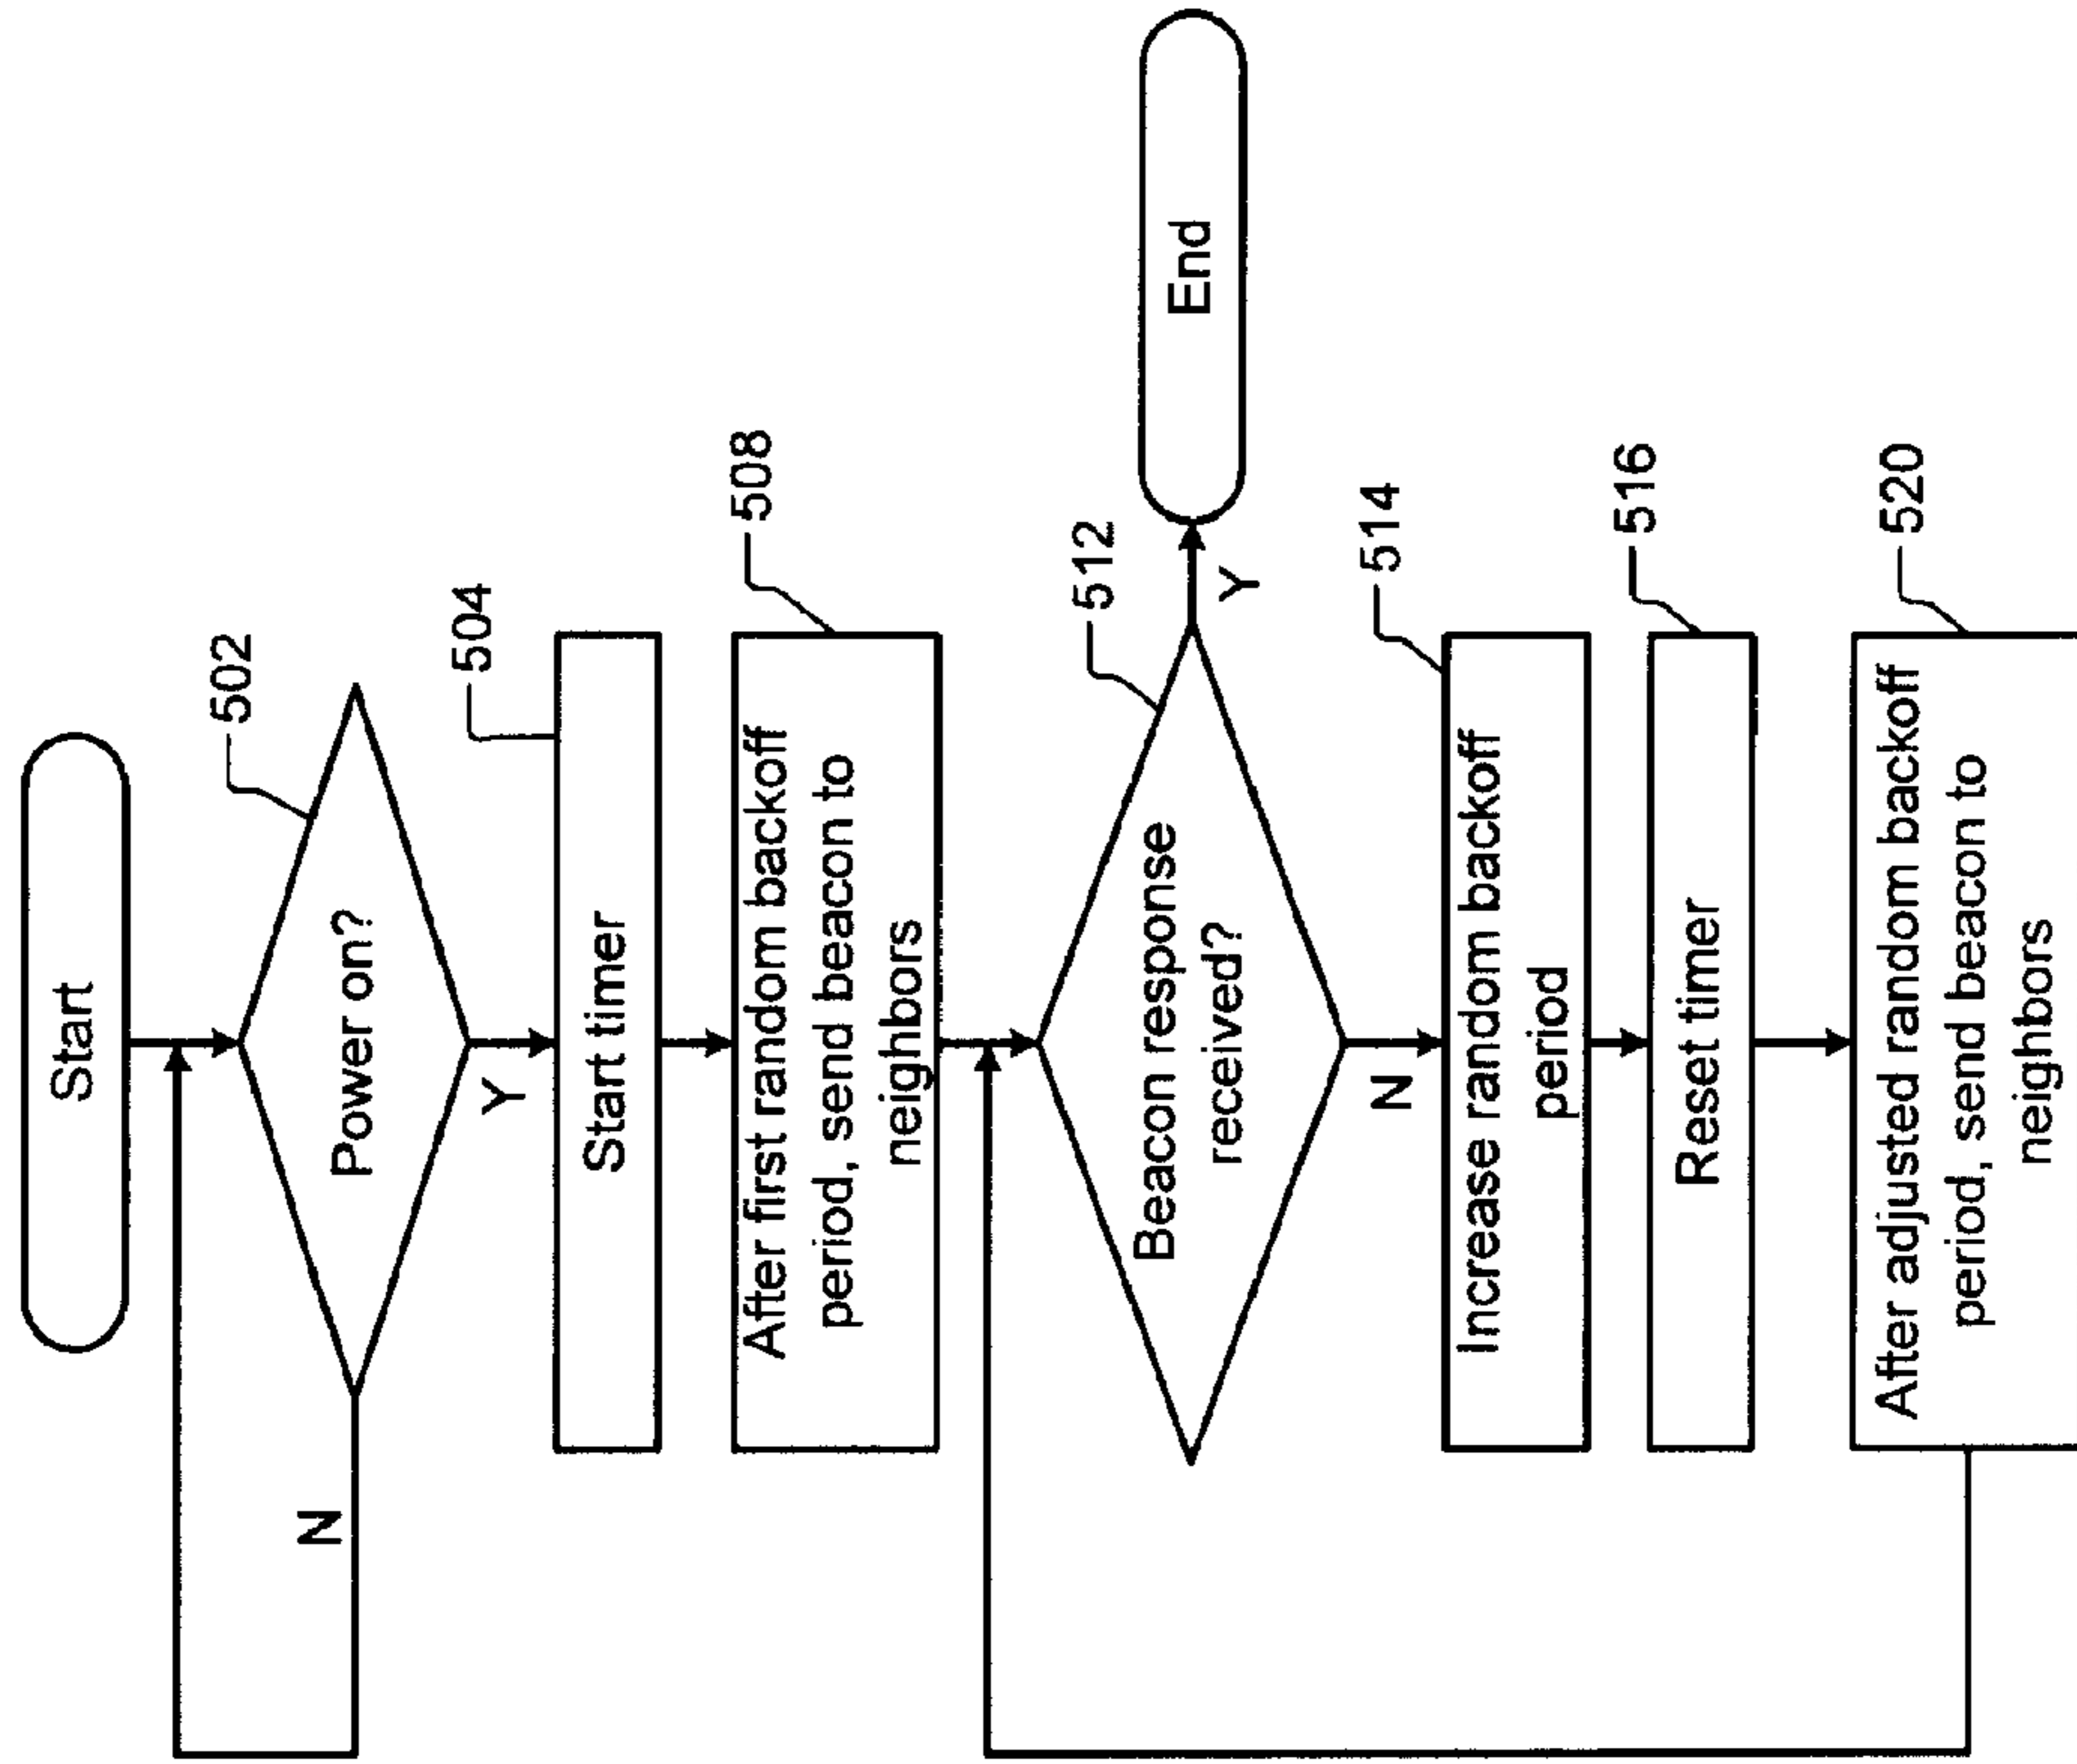 Start
502
Power on?
N
Y
504
Start timer
508
After first random backoff
period, send beacon to
neighbors
512
Beacon response
received?
Y
End
N
514
Increase random backoff
period
516
Reset timer
520
After adjusted random backoff
period, send beacon to
neighbors